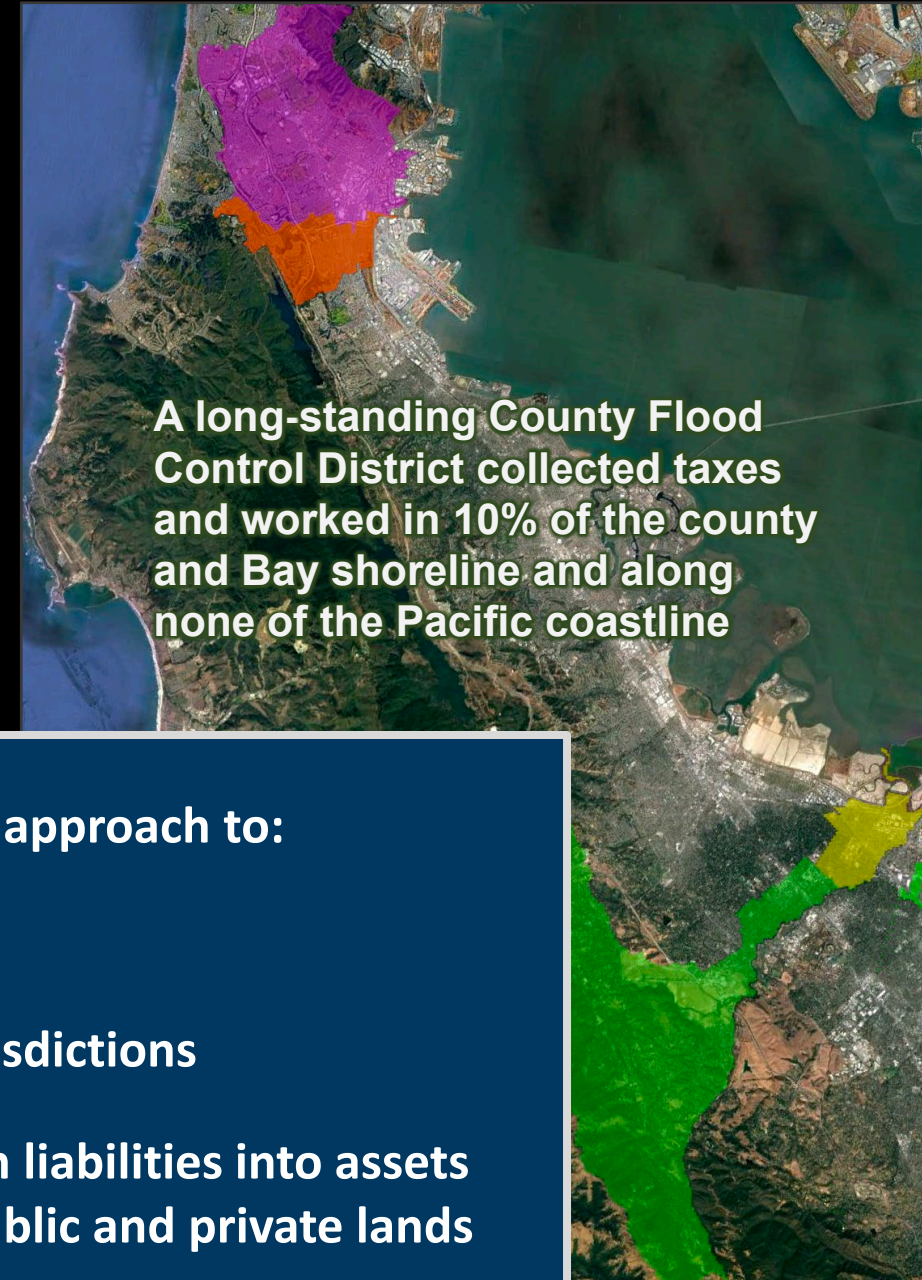 A long-standing County Flood
Control District collected taxes
and worked in 10% of the county
and Bay shoreline and along
none of the Pacific coastline
approach to:
sdictions
liabilities into assets
blic and private lands